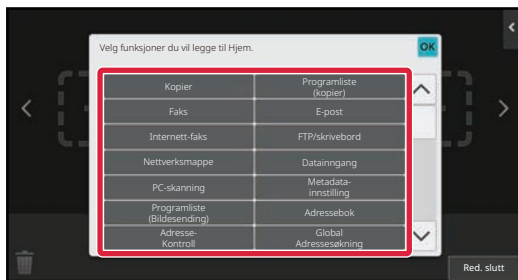 Velg funksjoner du vil legge til Hjem.
OK
Kopier
Programliste
(kopier)
Faks
E-post
Internett-faks
FTP/skrivebord
Nettverksmappe
Datainngang
PC-skanning
Metadata-
innstilling
Programliste
(Bildesending)
Adressebok
Adresse-
Kontroll
Global
Adressesøkning
Red. slutt